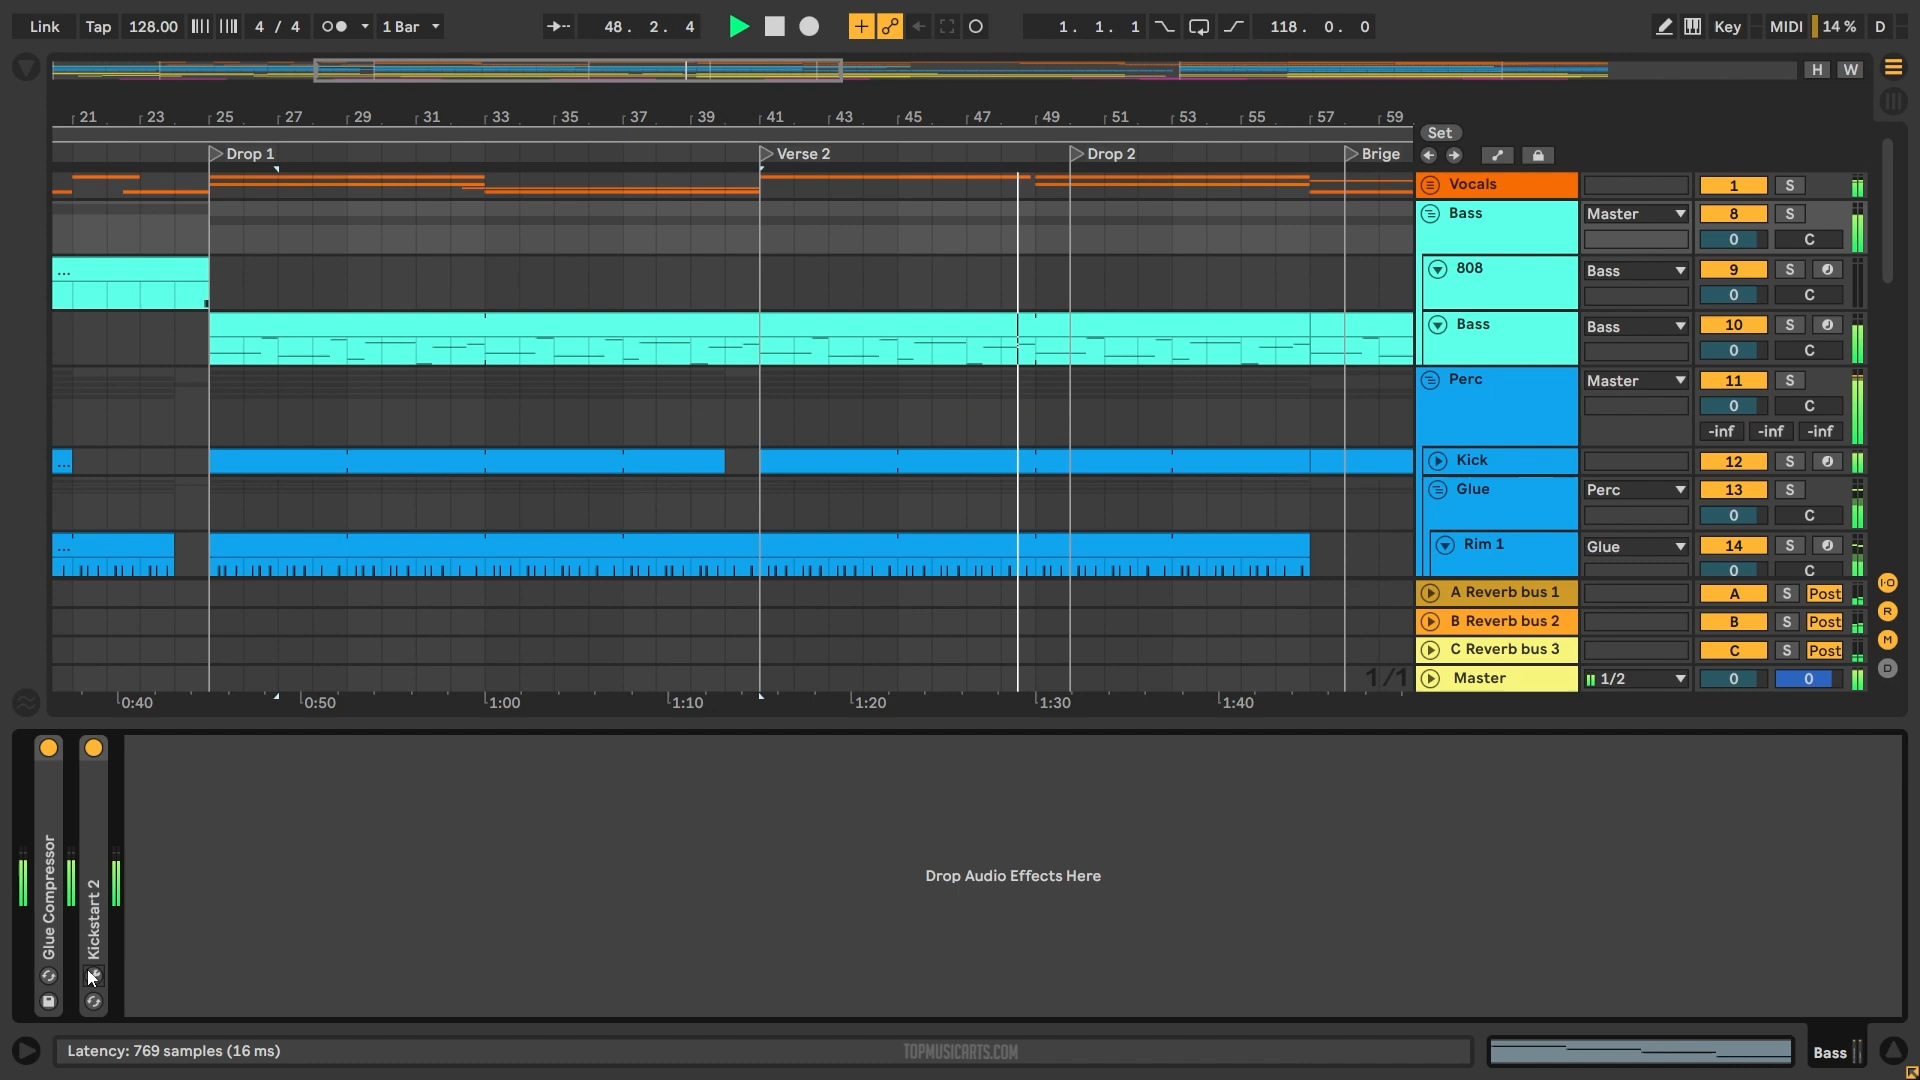 Link Tap 128.00 4 / 4 1 Bar 48. 2. 4 1. 1. 1 118. 0. 0 Key MIDI 14 % D
H W
21 23 25 27 29 31 33 35 37 39 41 43 45 47 49 51 53 55 57 59
Set
Drop 1 Verse 2 Drop 2 Brige
Vocals 1 S
Bass Master 8 S
0 C
...
808 Bass 9 S
0 C
Bass Bass 10 S
0 C
Perc Master 11 S
0 C
-inf -inf -inf
...
Kick 12 S
Glue Perc 13 S
0 C
...
Rim 1 Glue 14 S
0 C
A Reverb bus 1 A S Post
B Reverb bus 2 B S Post
C Reverb bus 3 C S Post
1/1 Master 1/2 0 0
I·O
R
M
D
0:40 0:50 1:00 1:10 1:20 1:30 1:40
Glue Compressor
Kickstart 2
Drop Audio Effects Here
Latency: 769 samples (16 ms)
TOPMUSICARTS.COM
Bass